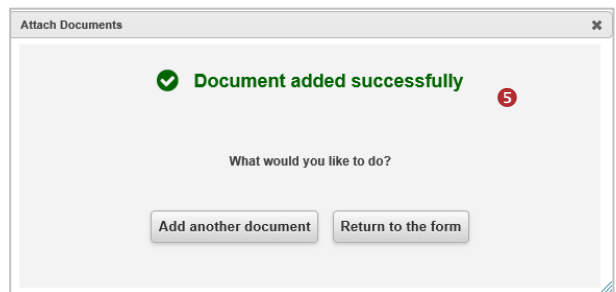 Attach Documents
Document added successfully
5
What would you like to do?
Add another document Return to the form